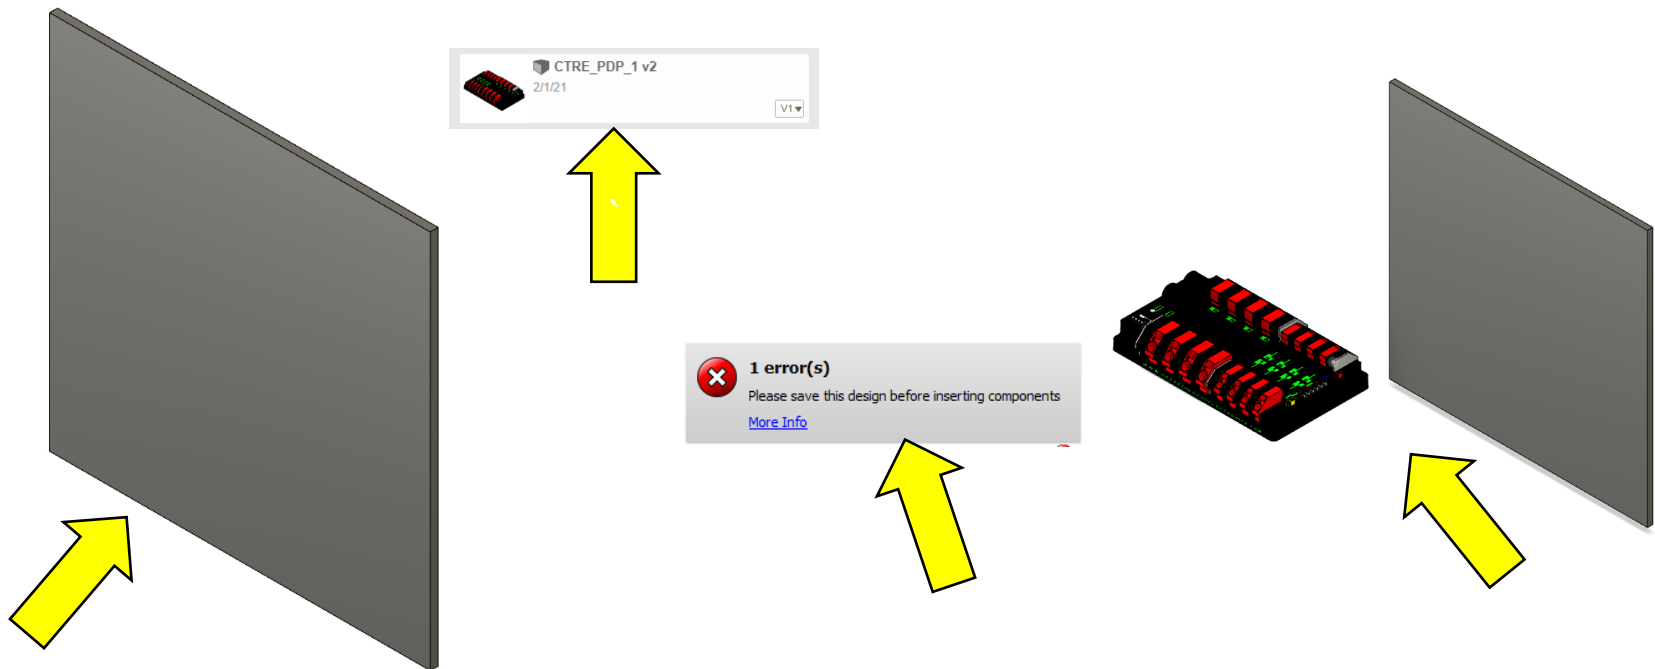 CTRE_PDP_1 v2
2/1/21
V1
1 error(s)
Please save this design before inserting components
More Info